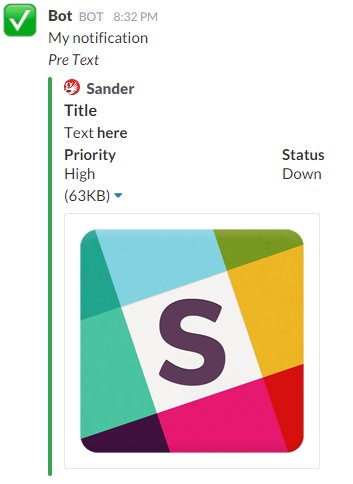 Bot BOT 8:32 PM
My notification
Pre Text
Sander
Title
Text here
Priority Status
High Down
(63KB)
S